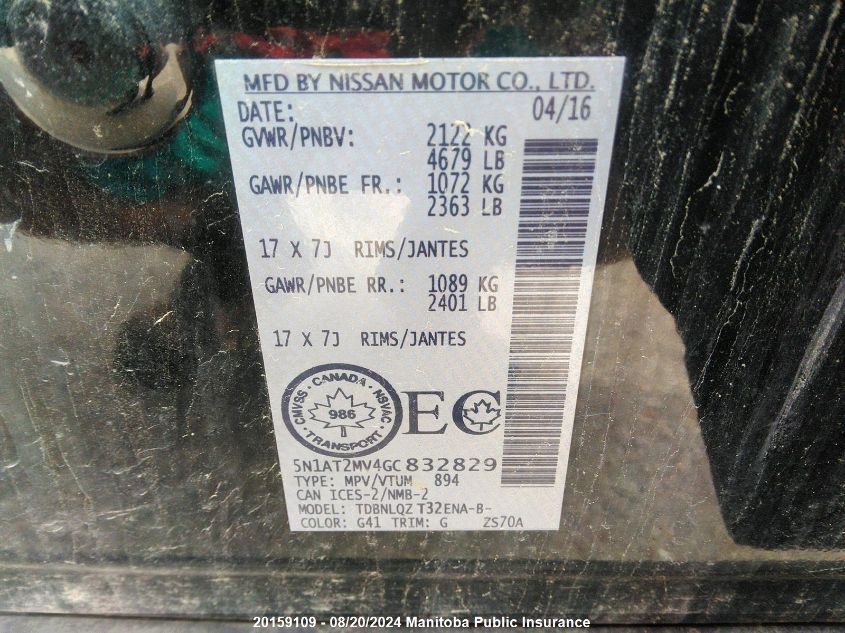 MFD BY NISSAN MOTOR CO., LTD.
DATE: 04/16
GVWR/PNBV: 2122 KG
4679 LB
GAWR/PNBE FR.: 1072 KG
2363 LB
17 X 7J RIMS/JANTES
GAWR/PNBE RR.: 1089 KG
2401 LB
17 X 7J RIMS/JANTES
CMVSS · CANADA · NSVAC · TRANSPORT
986
EC
5N1AT2MV4GC832829
TYPE: MPV/VTUM 894
CAN ICES-2/NMB-2
MODEL: TDBNLQZ T32ENA-B-
COLOR: G41 TRIM: G ZS70A
20159109 - 08/20/2024 - Manitoba Public Insurance